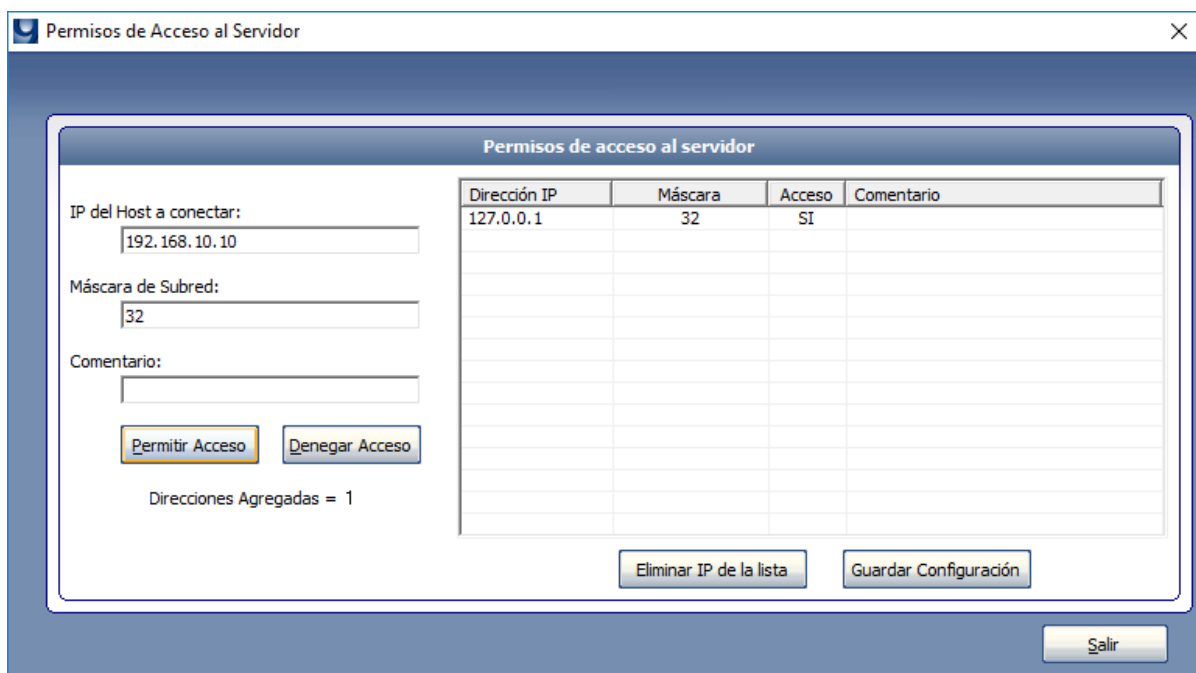 Permisos de Acceso al Servidor
Permisos de acceso al servidor
IP del Host a conectar:
192.168.10.10
Máscara de Subred:
32
Comentario:
Permitir Acceso Denegar Acceso
Direcciones Agregadas = 1
Dirección IP Máscara Acceso Comentario
127.0.0.1 32 SI
Eliminar IP de la lista Guardar Configuración
Salir